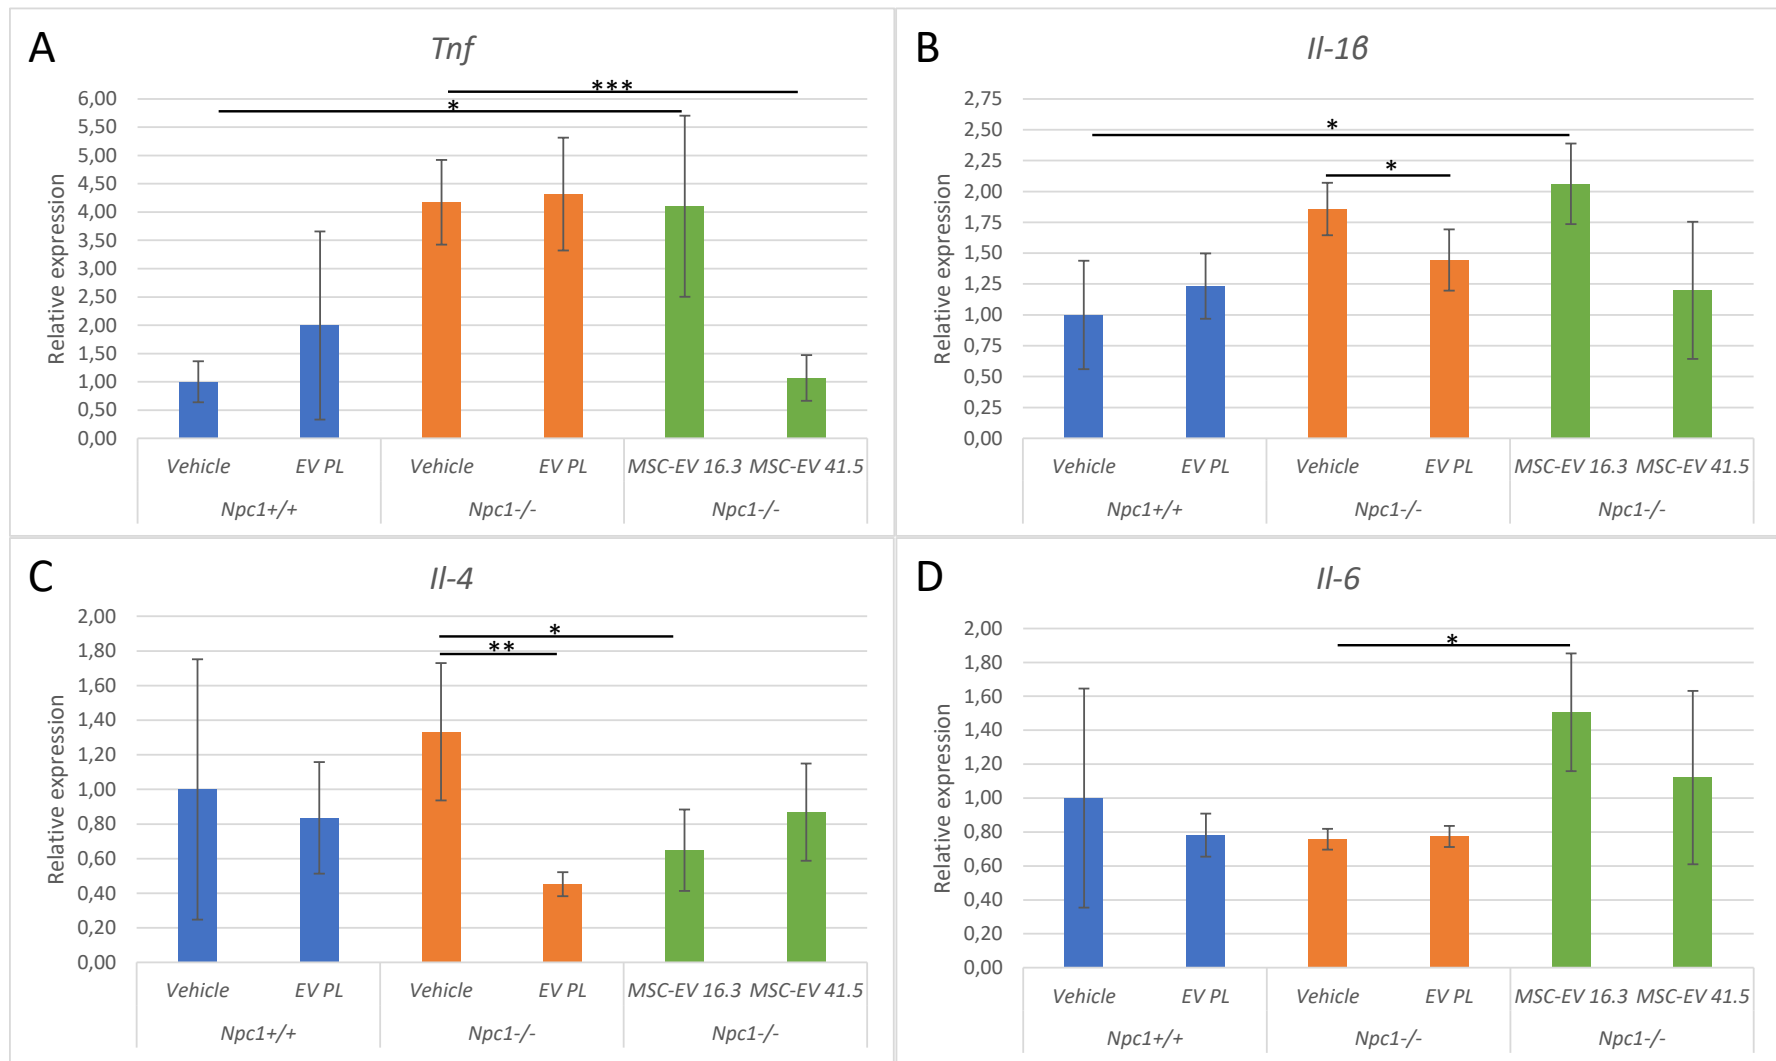 A
Tnf
***
*
6,00
5,50
5,00
4,50
4,00
3,50
3,00
2,50
2,00
1,50
1,00
0,50
0,00
Relative expression
Vehicle EV PL Vehicle EV PL MSC-EV 16.3 MSC-EV 41.5
Npc1+/+ Npc1-/- Npc1-/-
B
Il-1β
*
*
2,75
2,50
2,25
2,00
1,75
1,50
1,25
1,00
0,75
0,50
0,25
0,00
Relative expression
Vehicle EV PL Vehicle EV PL MSC-EV 16.3 MSC-EV 41.5
Npc1+/+ Npc1-/- Npc1-/-
C
Il-4
*
**
2,00
1,80
1,60
1,40
1,20
1,00
0,80
0,60
0,40
0,20
0,00
Relative expression
Vehicle EV PL Vehicle EV PL MSC-EV 16.3 MSC-EV 41.5
Npc1+/+ Npc1-/- Npc1-/-
D
Il-6
*
2,00
1,80
1,60
1,40
1,20
1,00
0,80
0,60
0,40
0,20
0,00
Relative expression
Vehicle EV PL Vehicle EV PL MSC-EV 16.3 MSC-EV 41.5
Npc1+/+ Npc1-/- Npc1-/-